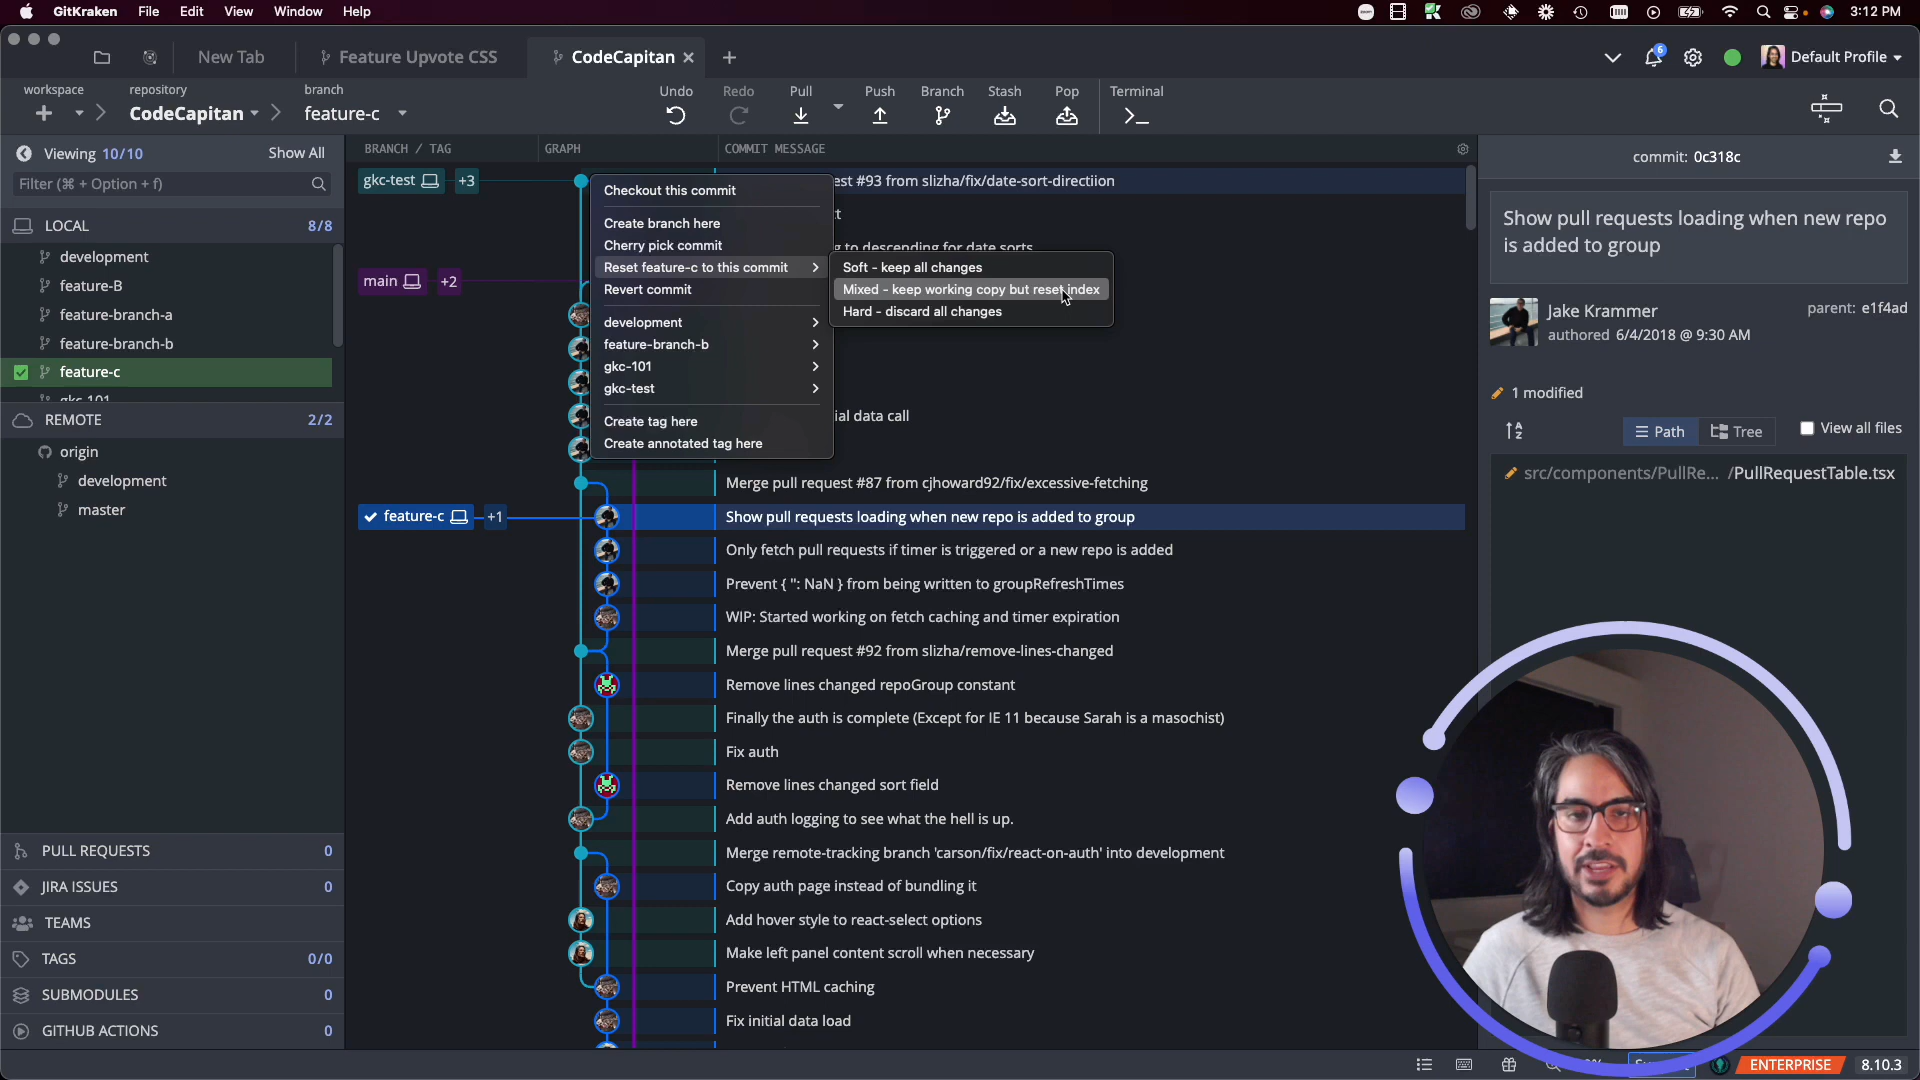 GitKraken File Edit View Window Help 3:12 PM
New Tab Feature Upvote CSS CodeCapitan 6 Default Profile
workspace repository branch
CodeCapitan feature-c
Undo Redo Pull Push Branch Stash Pop Terminal
Viewing 10/10 Show All
Filter (⌘ + Option + f)
LOCAL 8/8
development
feature-B
feature-branch-a
feature-branch-b
feature-c
gkc-101
REMOTE 2/2
origin
development
master
PULL REQUESTS 0
JIRA ISSUES 0
TEAMS
TAGS 0/0
SUBMODULES 0
GITHUB ACTIONS 0
BRANCH / TAG GRAPH COMMIT MESSAGE
gkc-test +3
est #93 from slizha/fix/date-sort-directiion
g to descending for date sorts
main +2
ial data call
Checkout this commit
Create branch here
Cherry pick commit
Reset feature-c to this commit
Revert commit
development
feature-branch-b
gkc-101
gkc-test
Create tag here
Create annotated tag here
Soft - keep all changes
Mixed - keep working copy but reset index
Hard - discard all changes
Merge pull request #87 from cjhoward92/fix/excessive-fetching
feature-c +1 Show pull requests loading when new repo is added to group
Only fetch pull requests if timer is triggered or a new repo is added
Prevent { '': NaN } from being written to groupRefreshTimes
WIP: Started working on fetch caching and timer expiration
Merge pull request #92 from slizha/remove-lines-changed
Remove lines changed repoGroup constant
Finally the auth is complete (Except for IE 11 because Sarah is a masochist)
Fix auth
Remove lines changed sort field
Add auth logging to see what the hell is up.
Merge remote-tracking branch 'carson/fix/react-on-auth' into development
Copy auth page instead of bundling it
Add hover style to react-select options
Make left panel content scroll when necessary
Prevent HTML caching
Fix initial data load
commit: 0c318c
Show pull requests loading when new repo
is added to group
Jake Krammer parent: e1f4ad
authored 6/4/2018 @ 9:30 AM
1 modified
Path Tree View all files
src/components/PullRe... /PullRequestTable.tsx
ENTERPRISE 8.10.3